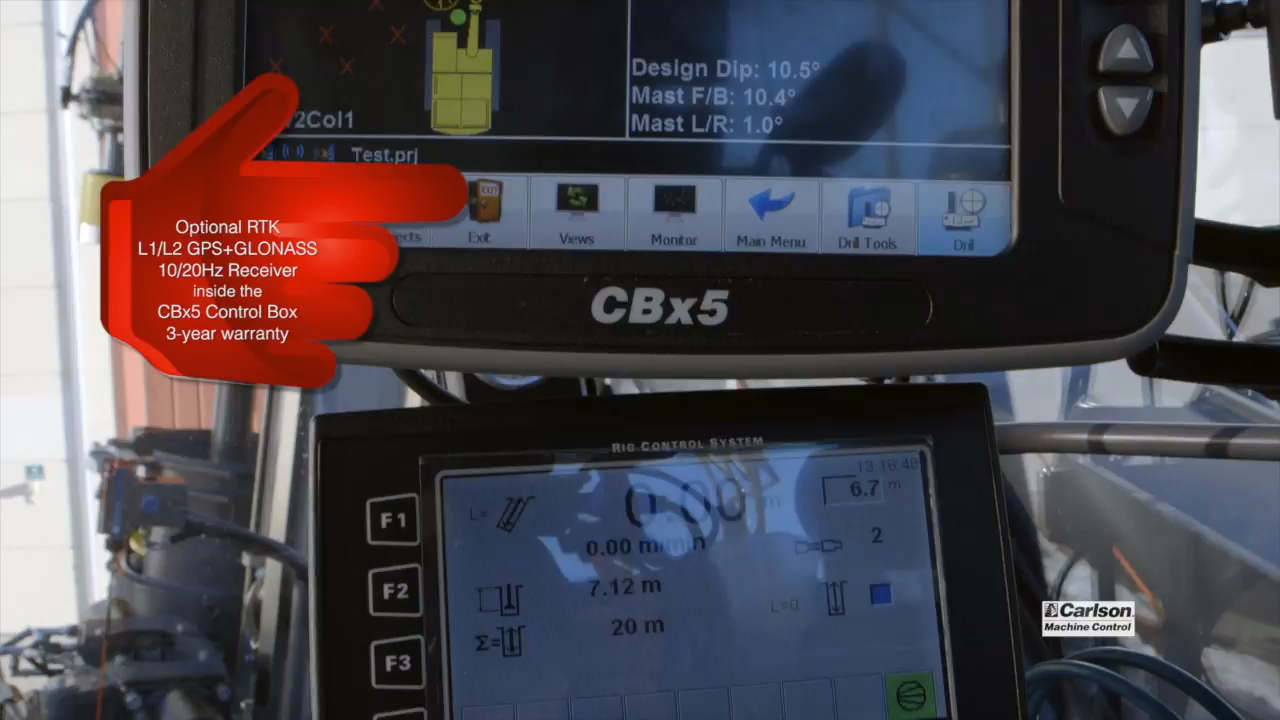 Design Dip: 10.5°
Mast F/B: 10.4°
Mast L/R: 1.0°
2Col1
Test.prj
EXIT
Exit
Views
Monitor
Main Menu
Drill Tools
Drill
Optional RTK
L1/L2 GPS+GLONASS
10/20Hz Receiver
inside the
CBx5 Control Box
3-year warranty
CBx5
RIG CONTROL SYSTEM
13:16:48
L=
0.00 m
6.7 m
0.00 m/min
2
7.12 m
L=0
Σ=
20 m
F1
F2
F3
Carlson
Machine Control